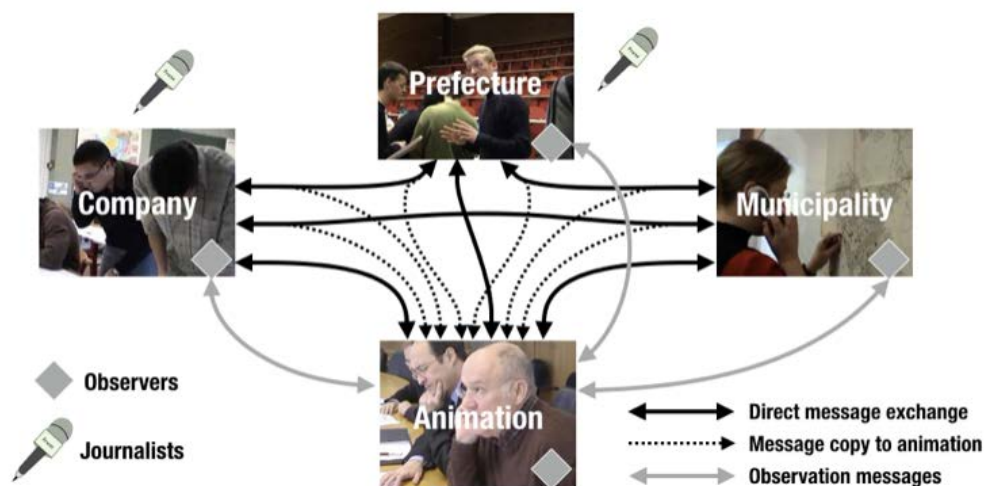 Prefecture
Company
Municipality
Animation
Observers
Journalists
Direct message exchange
Message copy to animation
Observation messages